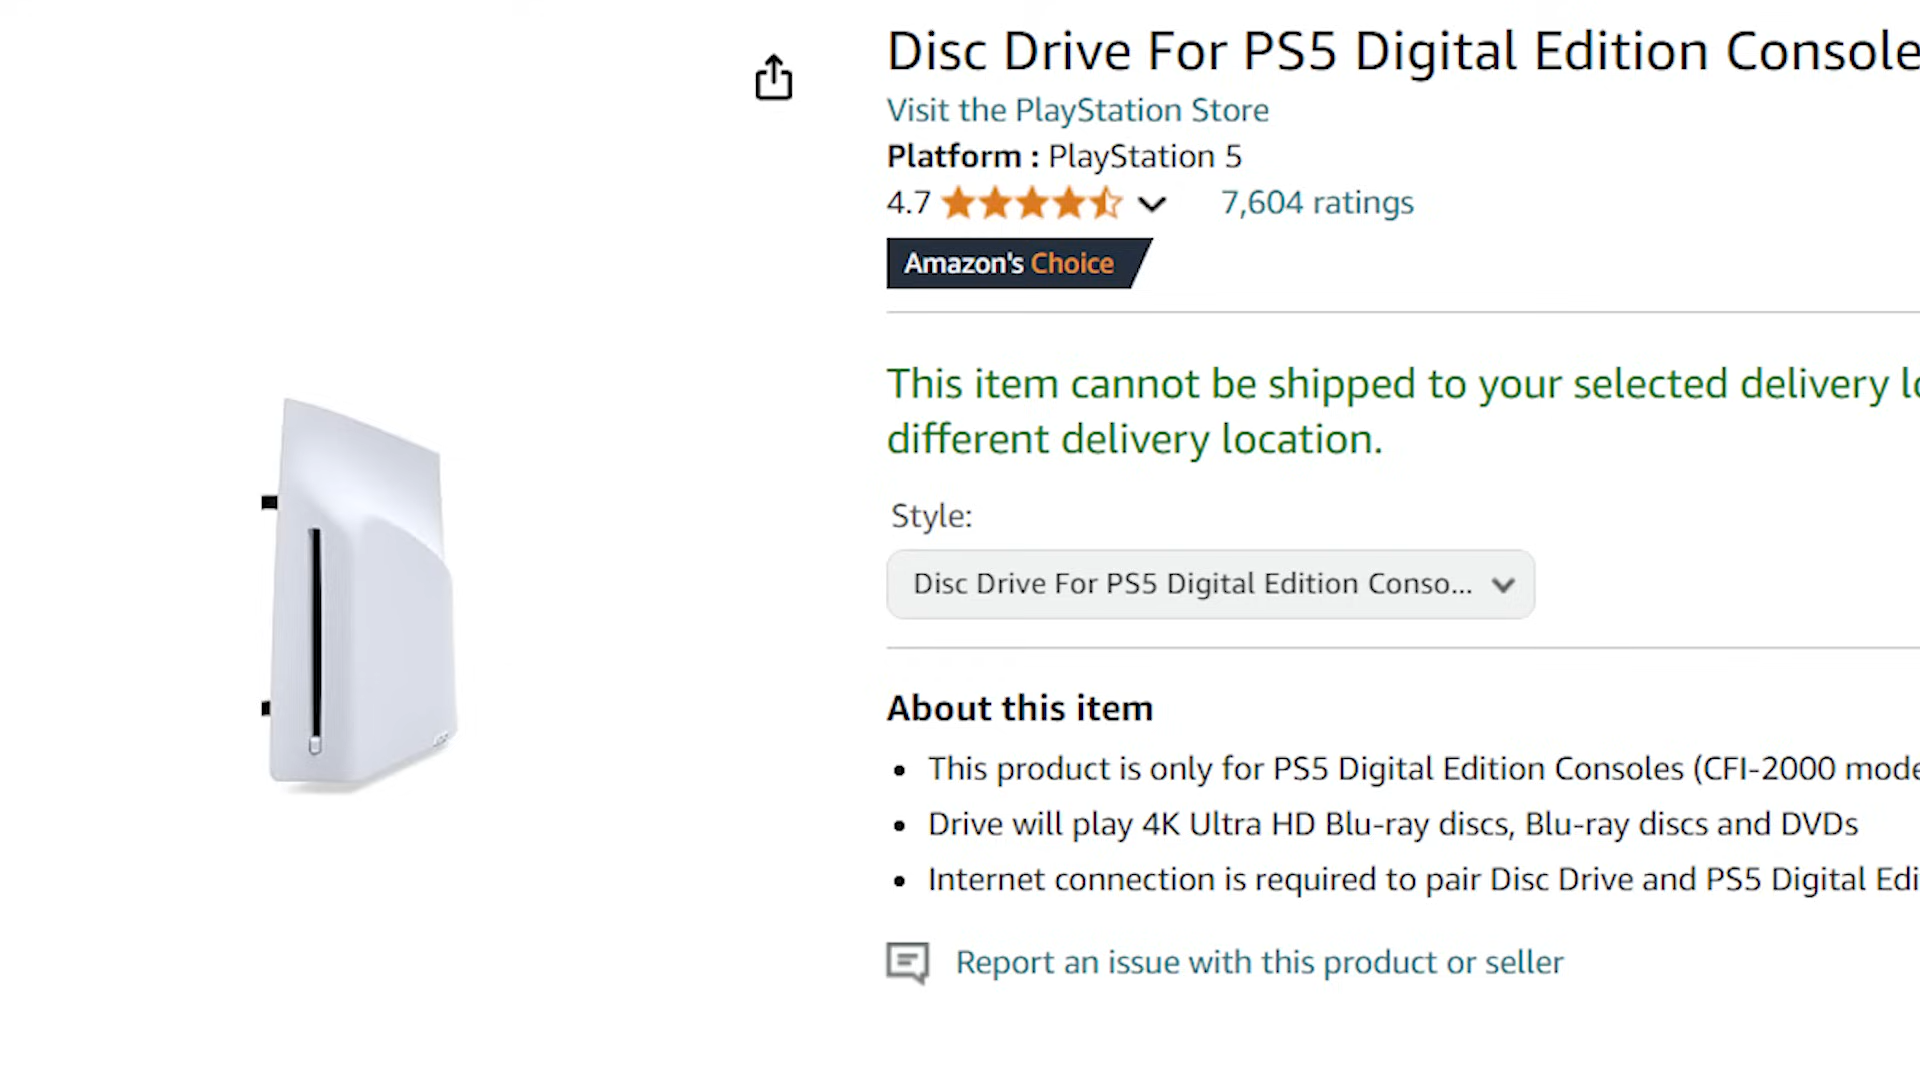 Disc Drive For PS5 Digital Edition Console
Visit the PlayStation Store
Platform : PlayStation 5
4.7 7,604 ratings
Amazon's Choice
This item cannot be shipped to your selected delivery
different delivery location.
Style:
Disc Drive For PS5 Digital Edition Conso...
About this item
• This product is only for PS5 Digital Edition Consoles (CFI-2000
• Drive will play 4K Ultra HD Blu-ray discs, Blu-ray discs and DVDs
• Internet connection is required to pair Disc Drive and PS5 Digital
Report an issue with this product or seller